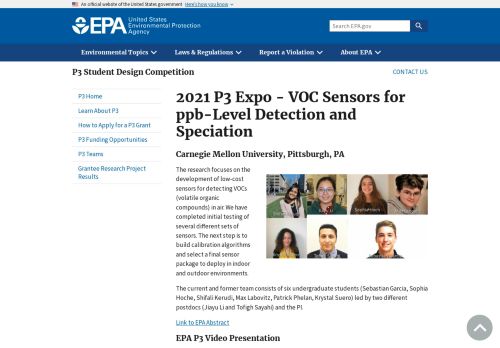 An official website of the United States government Here's how you know
EPA United States
Environmental Protection
Agency
Search EPA.gov
Environmental Topics
Laws & Regulations
Report a Violation
About EPA
P3 Student Design Competition
CONTACT US
P3 Home
Learn About P3
How to Apply for a P3 Grant
P3 Funding Opportunities
P3 Teams
Grantee Research Project
Results
2021 P3 Expo - VOC Sensors for
ppb-Level Detection and
Speciation
Carnegie Mellon University, Pittsburgh, PA
The research focuses on the
development of low-cost
sensors for detecting VOCs
(volatile organic
compounds) in air. We have
completed initial testing of
several different sets of
sensors. The next step is to
build calibration algorithms
and select a final sensor
package to deploy in indoor
and outdoor environments.
The current and former team consists of six undergraduate students (Sebastian Garcia, Sophia
Hoche, Shifali Kerudi, Max Labovitz, Patrick Phelan, Krystal Suero) led by two different
postdocs (Jiayu Li and Tofigh Sayahi) and the PI.
Link to EPA Abstract
EPA P3 Video Presentation